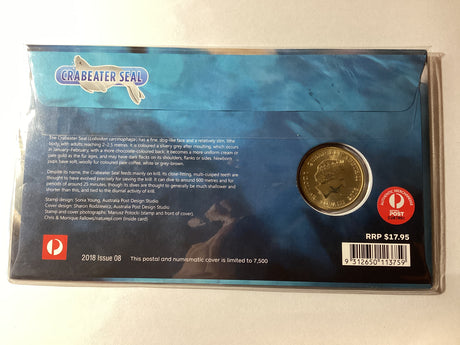 CRABEATER SEAL
The Crabeater Seal (Lobodon carcinophaga) has a fine, dog-like face and a relatively slim, lithe
body, with adults reaching 2–2.5 metres. It is coloured a silvery grey after moulting, which occurs
in January–February, with a more chocolate-coloured back. It becomes a more uniform cream or
pale gold as the fur ages, and may have dark flecks on its shoulders, flanks or sides. Newborn
pups have soft, woolly fur coloured pale coffee, white or grey-brown.
Despite its name, the Crabeater Seal feeds mainly on krill. Its close-fitting, multi-cusped teeth are
thought to have evolved precisely for sieving the krill. It can dive to around 600 metres and for
periods of around 25 minutes, though its dives are thought to generally be much shallower and
shorter than this, and tied to the diurnal activity of krill.
Stamp design: Sonia Young, Australia Post Design Studio
Cover design: Sharon Rodziewicz, Australia Post Design Studio
Stamp and cover photographs: Mariusz Potocki (stamp and front of cover),
Chris & Monique Fallows/naturepl.com (inside card)
2018 Issue 08
This postal and numismatic cover is limited to 7,500
POST
RRP $17.95
9 312650 113759